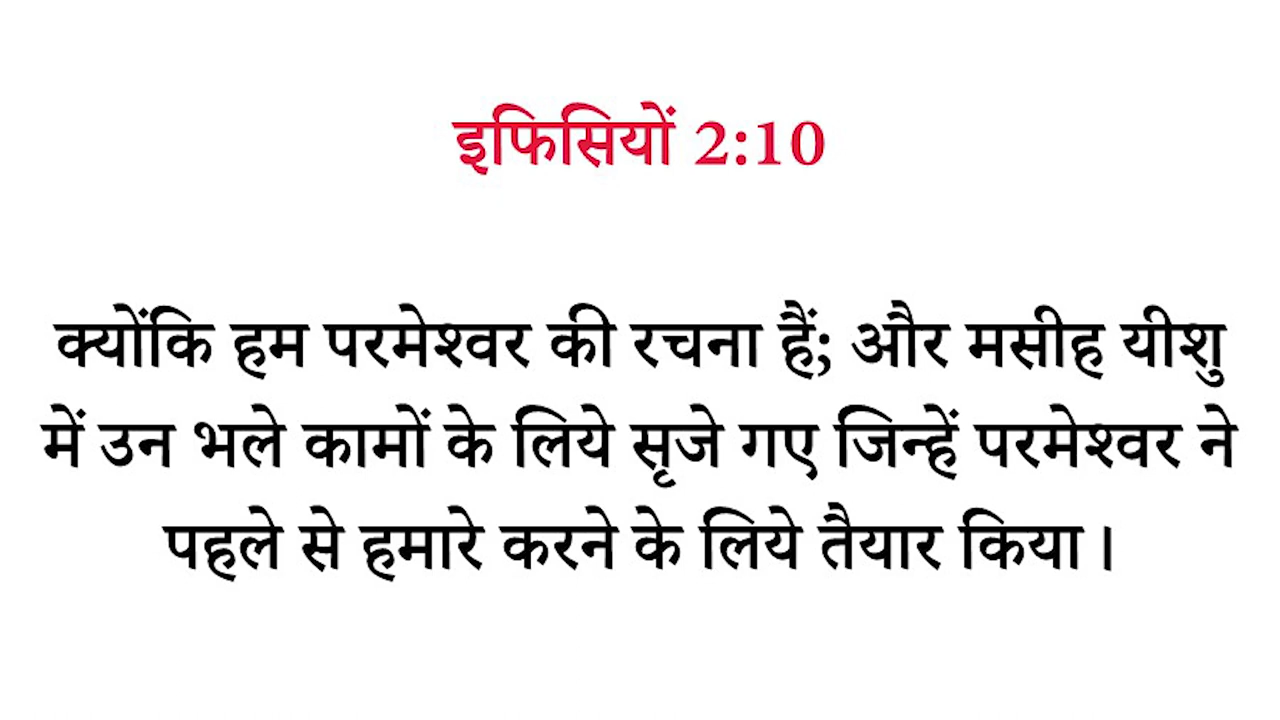 इफिसियों 2:10
क्योंकि हम परमेश्वर की रचना हैं; और मसीह यीशु
में उन भले कामों के लिये सृजे गए जिन्हें परमेश्वर ने
पहले से हमारे करने के लिये तैयार किया।